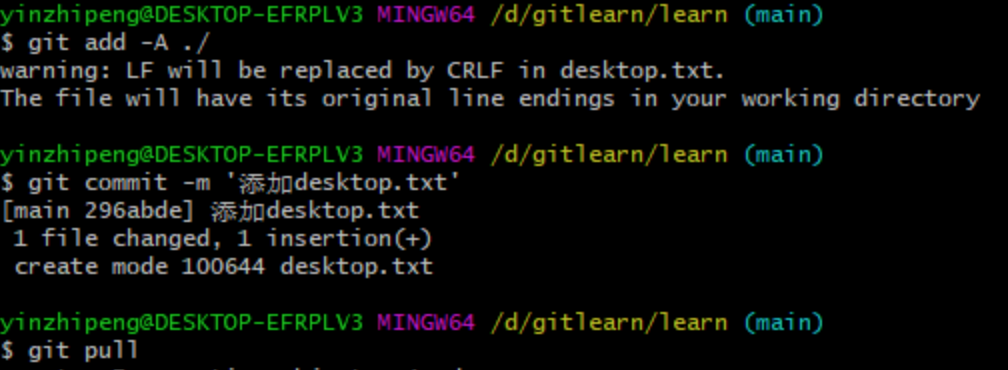 yinzhipeng@DESKTOP-EFRPLV3 MINGW64 /d/gitlearn/learn (main)
$ git add -A ./
warning: LF will be replaced by CRLF in desktop.txt.
The file will have its original line endings in your working directory
yinzhipeng@DESKTOP-EFRPLV3 MINGW64 /d/gitlearn/learn (main)
$ git commit -m '添加desktop.txt'
[main 296abde] 添加desktop.txt
1 file changed, 1 insertion(+)
create mode 100644 desktop.txt
yinzhipeng@DESKTOP-EFRPLV3 MINGW64 /d/gitlearn/learn (main)
$ git pull